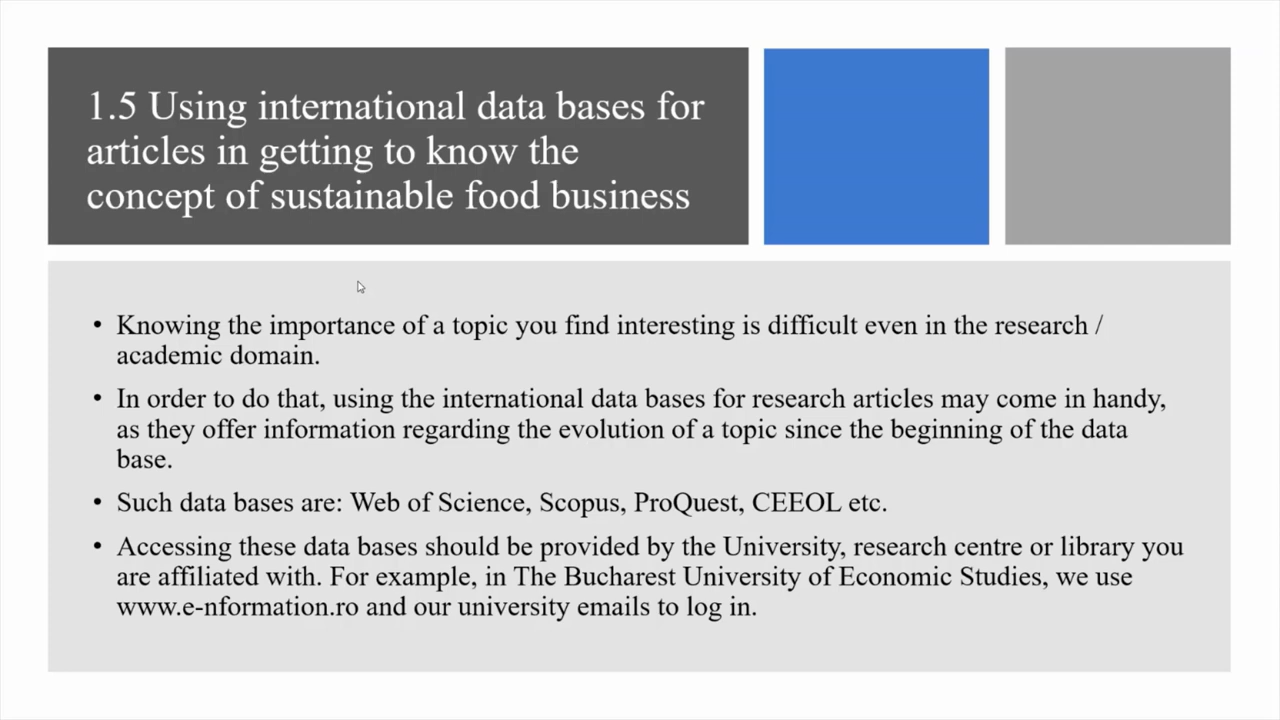 1.5 Using international data bases for
articles in getting to know the
concept of sustainable food business
• Knowing the importance of a topic you find interesting is difficult even in the research /
academic domain.
• In order to do that, using the international data bases for research articles may come in handy,
as they offer information regarding the evolution of a topic since the beginning of the data
base.
• Such data bases are: Web of Science, Scopus, ProQuest, CEEOL etc.
• Accessing these data bases should be provided by the University, research centre or library you
are affiliated with. For example, in The Bucharest University of Economic Studies, we use
www.e-nformation.ro and our university emails to log in.